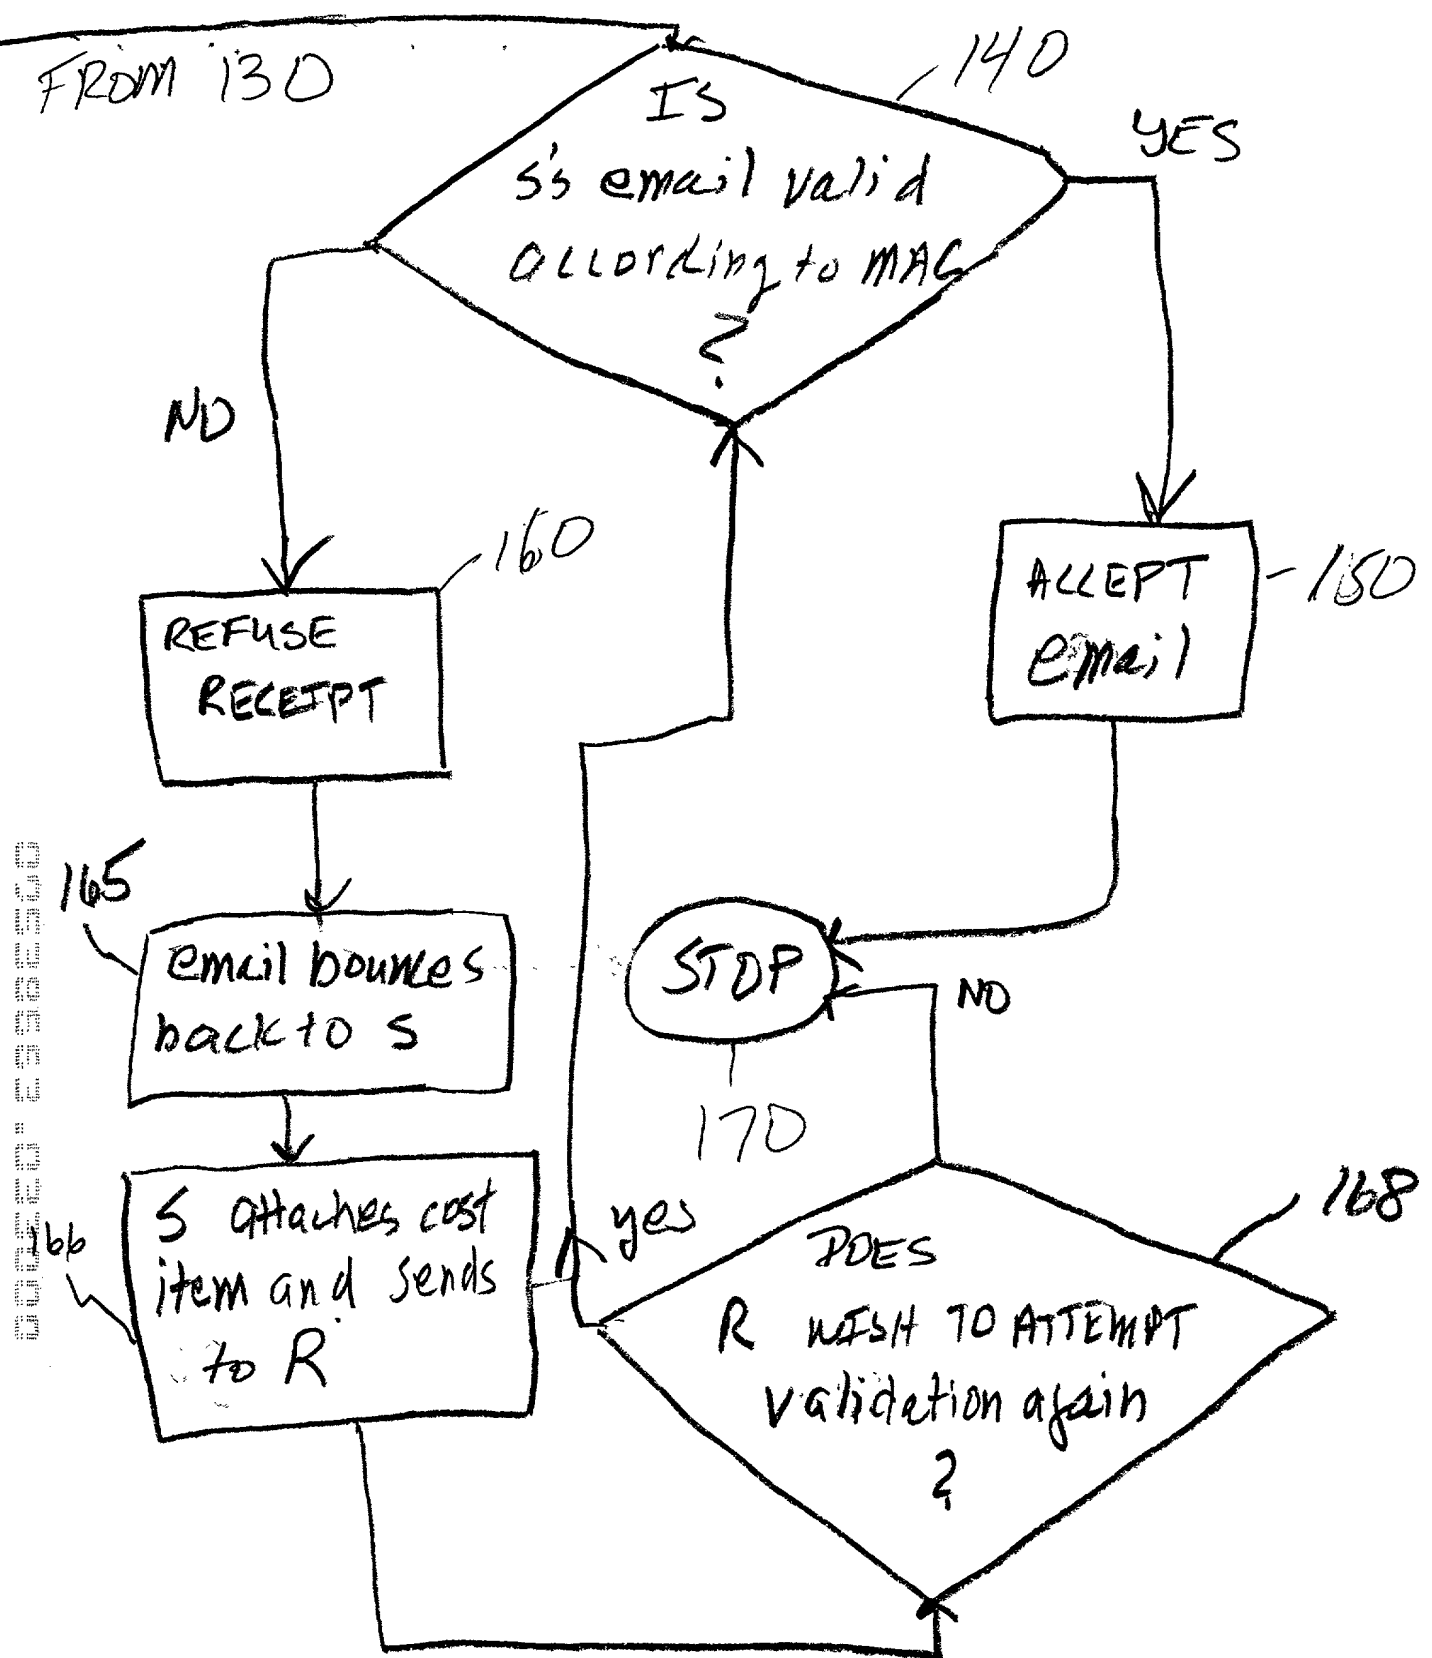 FROM 130
140
IS
S's email valid
according to MAC
?
YES
NO
160
REFUSE
RECEIPT
ACCEPT
email
150
165
email bounces
back to S
STOP
NO
170
166
S attaches cost
item and sends
to R
yes
168
DOES
R WISH TO ATTEMPT
validation again
?